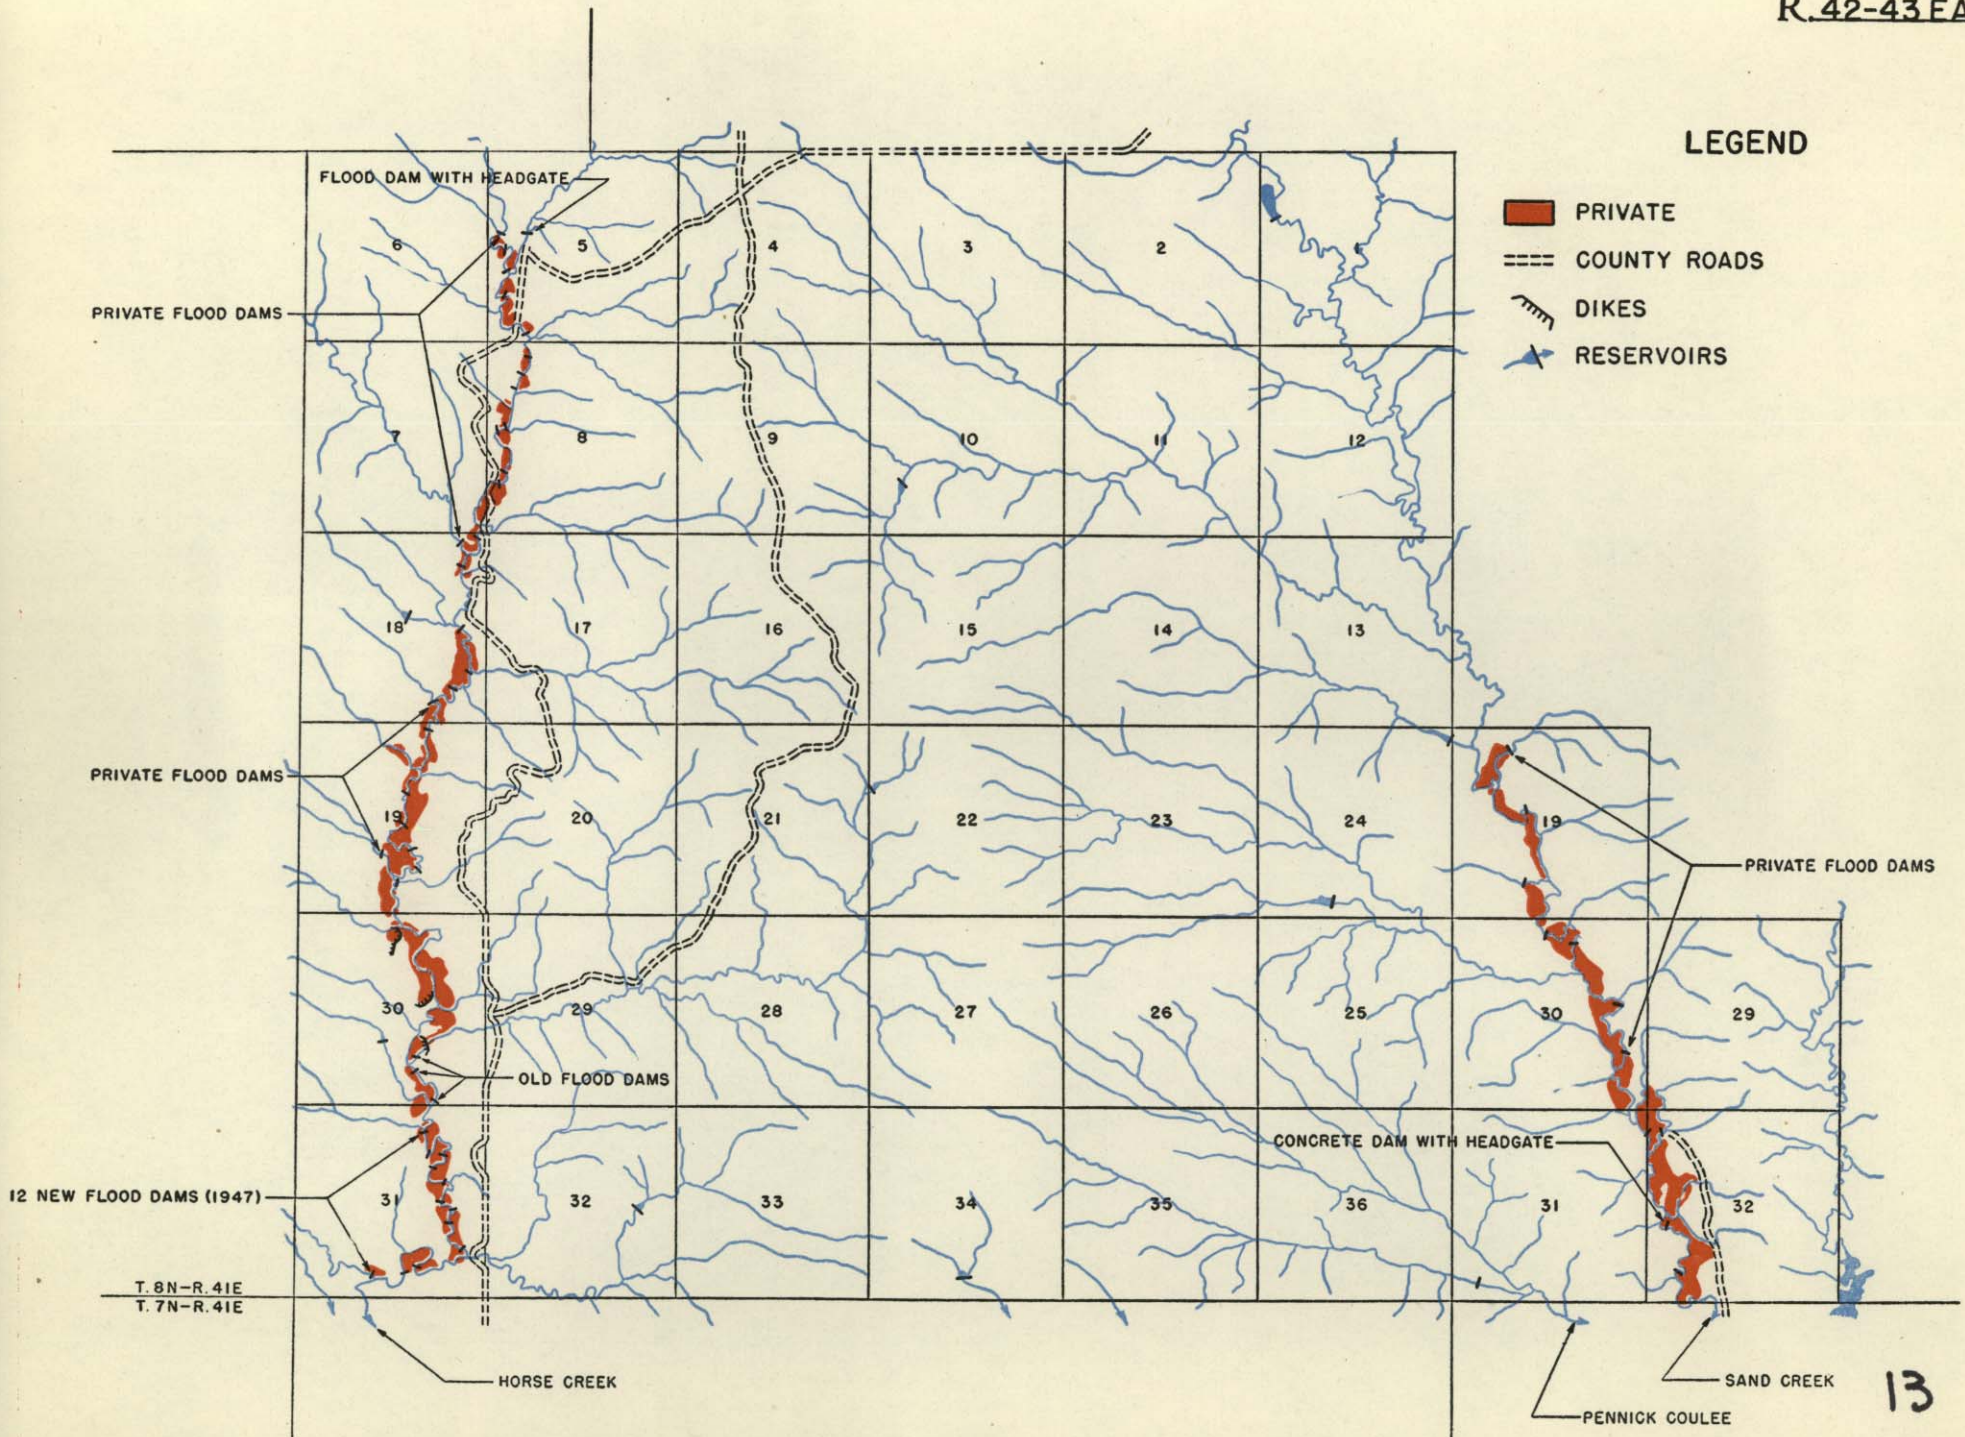 R. 42-43 EA
LEGEND
PRIVATE
COUNTY ROADS
DIKES
RESERVOIRS
FLOOD DAM WITH HEADGATE
6 5 4 3 2 1
PRIVATE FLOOD DAMS
7 8 9 10 11 12
18 17 16 15 14 13
PRIVATE FLOOD DAMS
19 20 21 22 23 24 19
PRIVATE FLOOD DAMS
30 29 28 27 26 25 30 29
OLD FLOOD DAMS
CONCRETE DAM WITH HEADGATE
12 NEW FLOOD DAMS (1947)
31 32 33 34 35 36 31 32
T. 8N-R. 41E
T. 7N-R. 41E
HORSE CREEK
SAND CREEK
PENNICK COULEE
13